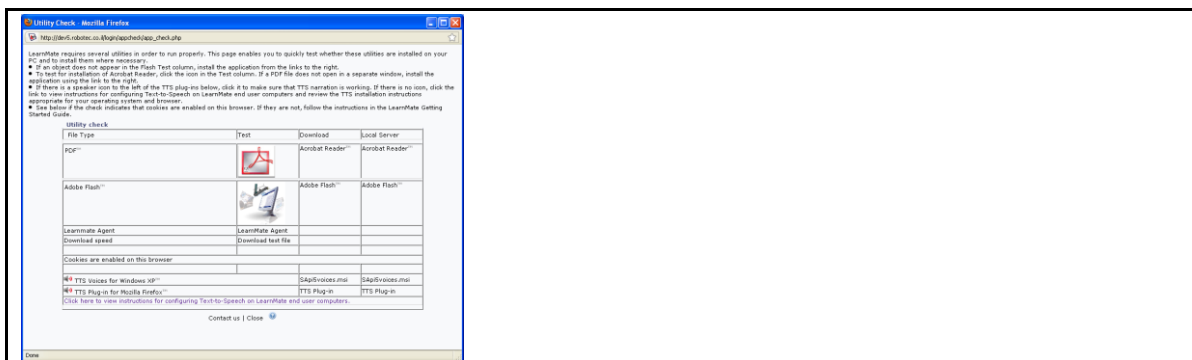 Utility Check - Mozilla Firefox
http://dev5.robotec.co.il/login/appcheck/app_check.php
LearnMate requires several utilities in order to run properly. This page enables you to quickly test whether these utilities are installed on your
PC and to install them where necessary.
● If an object does not appear in the Flash Test column, install the application from the links to the right.
● To test for installation of Acrobat Reader, click the icon in the Test column. If a PDF file does not open in a separate window, install the
application using the link to the right.
● If there is a speaker icon to the left of the TTS plug-ins below, click it to make sure that TTS narration is working. If there is no icon, click the
link to view instructions for configuring Text-to-Speech on LearnMate end user computers and review the TTS installation instructions
appropriate for your operating system and browser.
● See below if the check indicates that cookies are enabled on this browser. If they are not, follow the instructions in the LearnMate Getting
Started Guide.
Utility check
File Type Test Download Local Server
PDF™ Acrobat Reader™ Acrobat Reader™
Adobe Flash™ Adobe Flash™ Adobe Flash™
Learnmate Agent LearnMate Agent
Download speed Download test file
Cookies are enabled on this browser
TTS Voices for Windows XP™ SApi5voices.msi SApi5voices.msi
TTS Plug-in for Mozilla Firefox™ TTS Plug-in TTS Plug-in
Click here to view instructions for configuring Text-to-Speech on LearnMate end user computers.
Contact us | Close
Done